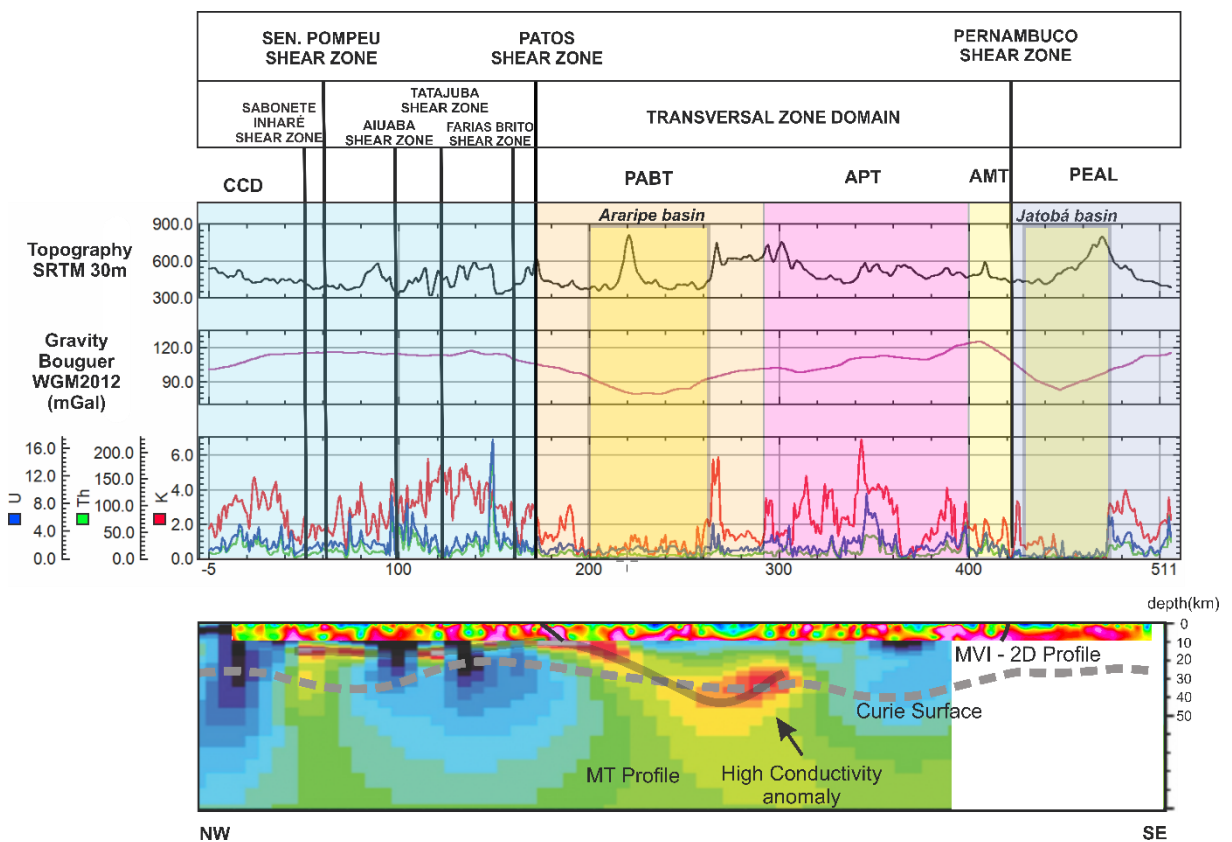 SEN. POMPEU
SHEAR ZONE
PATOS
SHEAR ZONE
PERNAMBUCO
SHEAR ZONE
SABONETE
INHARÉ
SHEAR ZONE
AIUABA
SHEAR ZONE
TATAJUBA
SHEAR ZONE
FARIAS BRITO
SHEAR ZONE
TRANSVERSAL ZONE DOMAIN
CCD
PABT
APT
AMT
PEAL
Araripe basin
Jatobá basin
Topography
SRTM 30m
900.0
600.0
300.0
Gravity
Bouguer
WGM2012
(mGal)
120.0
90.0
U
16.0
12.0
8.0
4.0
0.0
Th
200.0
150.0
100.0
50.0
0.0
K
6.0
4.0
2.0
0.0
-5
100
200
300
400
511
depth(km)
0
10
20
30
40
50
MVI - 2D Profile
Curie Surface
MT Profile
High Conductivity
anomaly
NW
SE